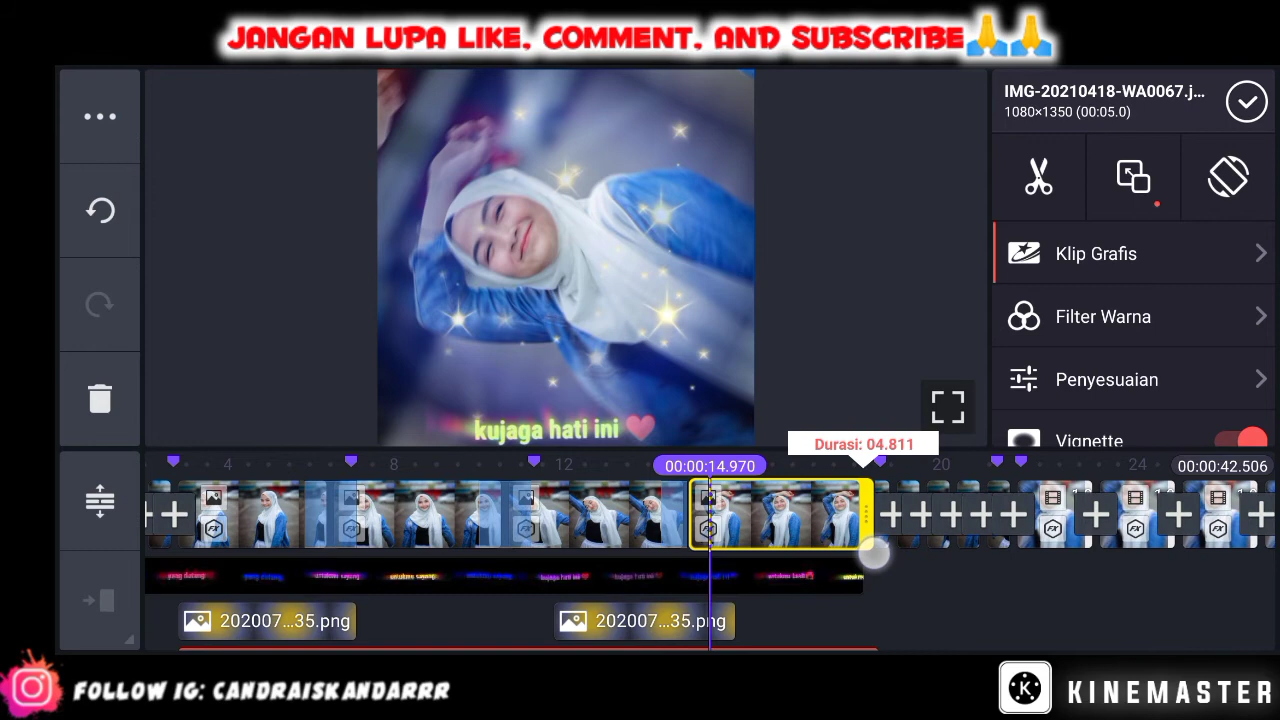 JANGAN LUPA LIKE, COMMENT, AND SUBSCRIBE🙏🙏
IMG-20210418-WA0067.j...
1080×1350 (00:05.0)
Klip Grafis
Filter Warna
Penyesuaian
Vignette
kujaga hati ini ❤
Durasi: 04.811
4
8
12
00:00:14.970
20
24
00:00:42.506
202007...35.png
202007...35.png
FOLLOW IG: CANDRAISKANDARRR
KINEMASTER